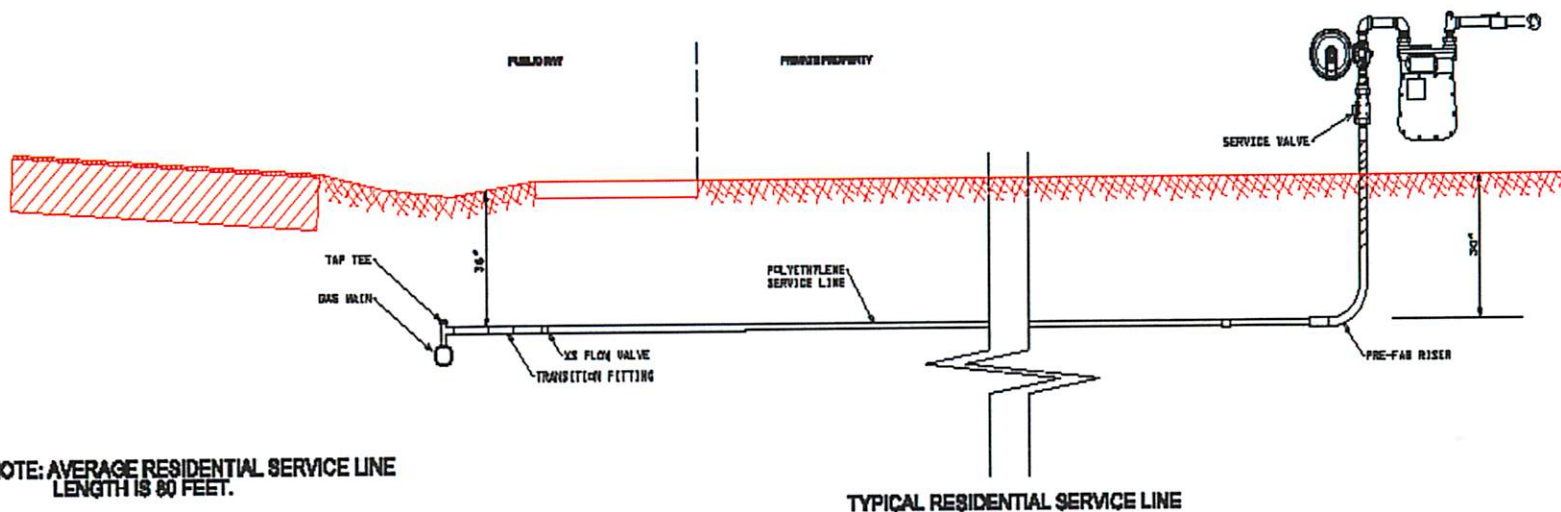 PUBLIC R/W
PRIVATE PROPERTY
SERVICE VALVE
TAP TEE
36"
POLYETHYLENE
SERVICE LINE
30"
GAS MAIN
XS FLOW VALVE
TRANSITION FITTING
PRE-FAB RISER
OTE: AVERAGE RESIDENTIAL SERVICE LINE
LENGTH IS 80 FEET.
TYPICAL RESIDENTIAL SERVICE LINE